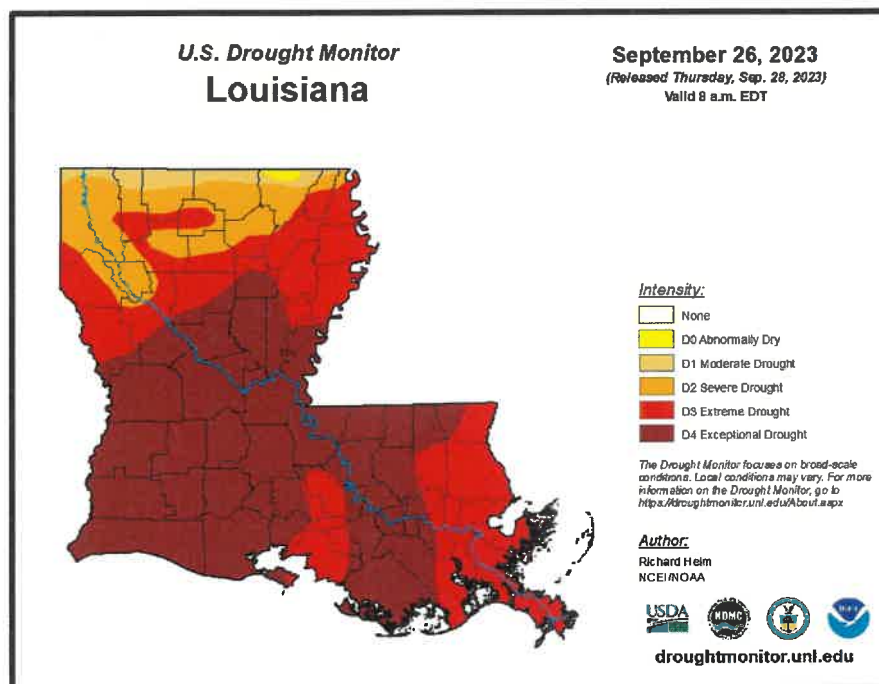 U.S. Drought Monitor
Louisiana
September 26, 2023
(Released Thursday, Sep. 28, 2023)
Valid 8 a.m. EDT
Intensity:
None
D0 Abnormally Dry
D1 Moderate Drought
D2 Severe Drought
D3 Extreme Drought
D4 Exceptional Drought
The Drought Monitor focuses on broad-scale
conditions. Local conditions may vary. For more
information on the Drought Monitor, go to
https://droughtmonitor.unl.edu/About.aspx
Author:
Richard Heim
NCEI/NOAA
USDA
NDMC
droughtmonitor.unl.edu